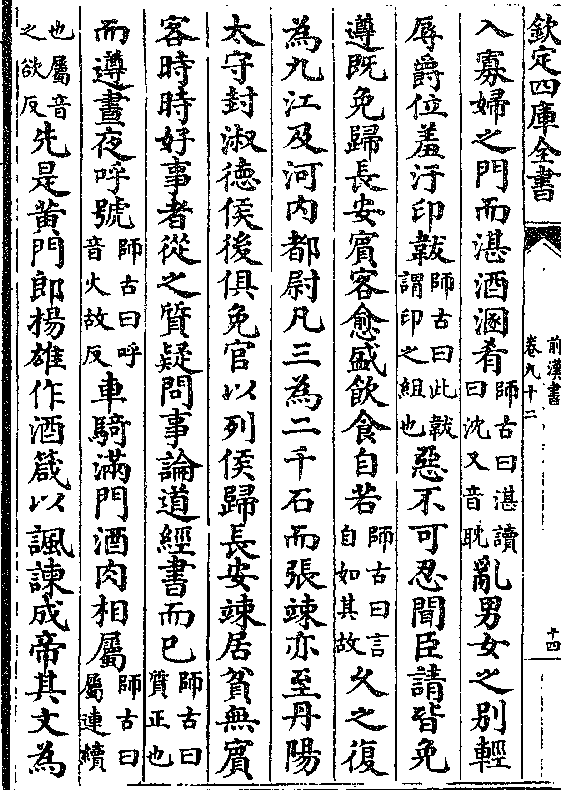 欽定四庫全書
前漢書
卷九十二
十四
入寡婦之門而湛酒溷肴師古曰湛讀曰沈又音耽亂男女之别輕
辱爵位羞汙印韍師古曰此韍謂印之組也惡不可忍聞臣請皆免
遵既免歸長安賓客愈盛飲食自若師古曰言自如其故久之復
為九江及河内都尉凡三為二千石而張竦亦至丹陽
太守封淑德侯後俱免官以列侯歸長安竦居貧無賓
客時時好事者從之質疑問事論道經書而已師古曰質正也
而遵晝夜呼號師古曰呼音火故反車騎滿門酒肉相屬師古曰屬連續
也屬音之欲反先是黄門郎揚雄作酒箴以諷諫成帝其文為